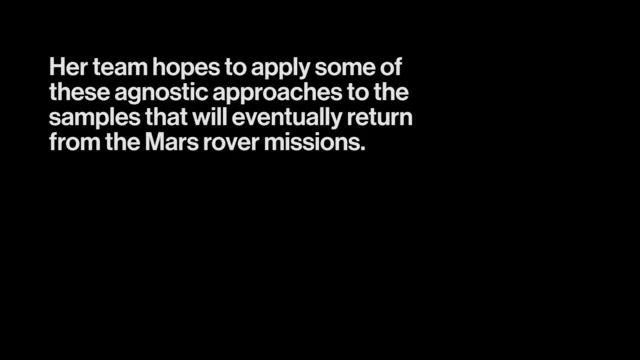 Her team hopes to apply some of
these agnostic approaches to the
samples that will eventually return
from the Mars rover missions.